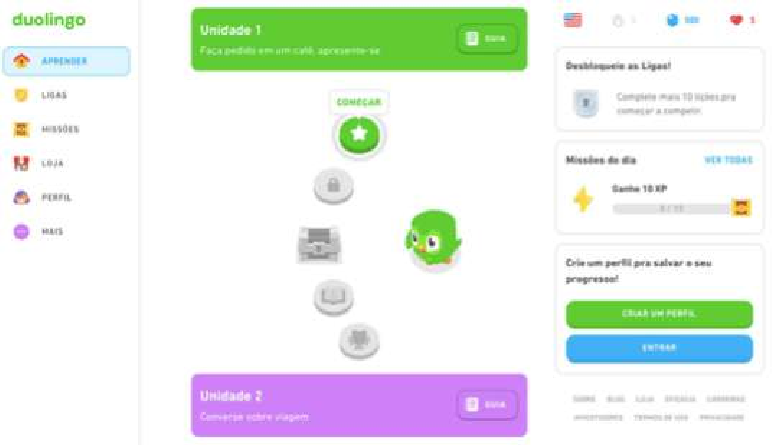 duolingo
APRENDER
LIGAS
MISSÕES
LOJA
PERFIL
MAIS
Unidade 1
Faça pedido em um café, apresente-se
GUIA
COMEÇAR
Unidade 2
Converse sobre viagem
GUIA
500
5
Desbloqueie as Ligas!
Complete mais 10 lições pra
começar a competir.
Missões do dia
VER TODAS
Ganhe 10 XP
0 / 10
Crie um perfil pra salvar o seu
progresso!
CRIAR UM PERFIL
ENTRAR
SOBRE BLOG LOJA EFICÁCIA CARREIRAS
INVESTIDORES TERMOS DE USO PRIVACIDADE